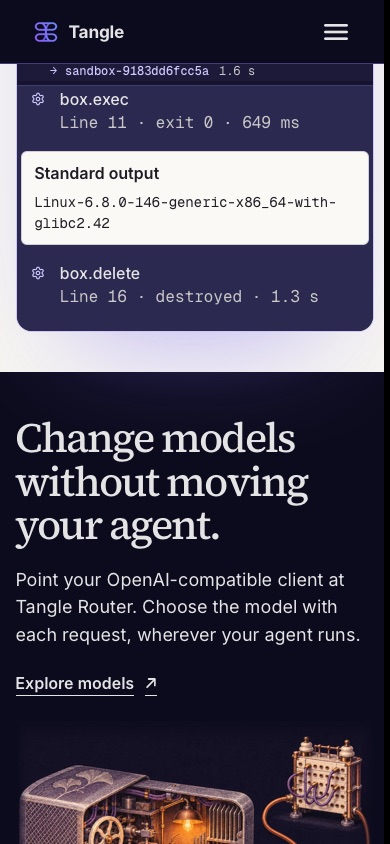 Tangle
→ sandbox-9183dd6fcc5a 1.6 s
box.exec
Line 11 · exit 0 · 649 ms
Standard output
Linux-6.8.0-146-generic-x86_64-with-
glibc2.42
box.delete
Line 16 · destroyed · 1.3 s
Change models
without moving
your agent.
Point your OpenAI-compatible client at
Tangle Router. Choose the model with
each request, wherever your agent runs.
Explore models ↗